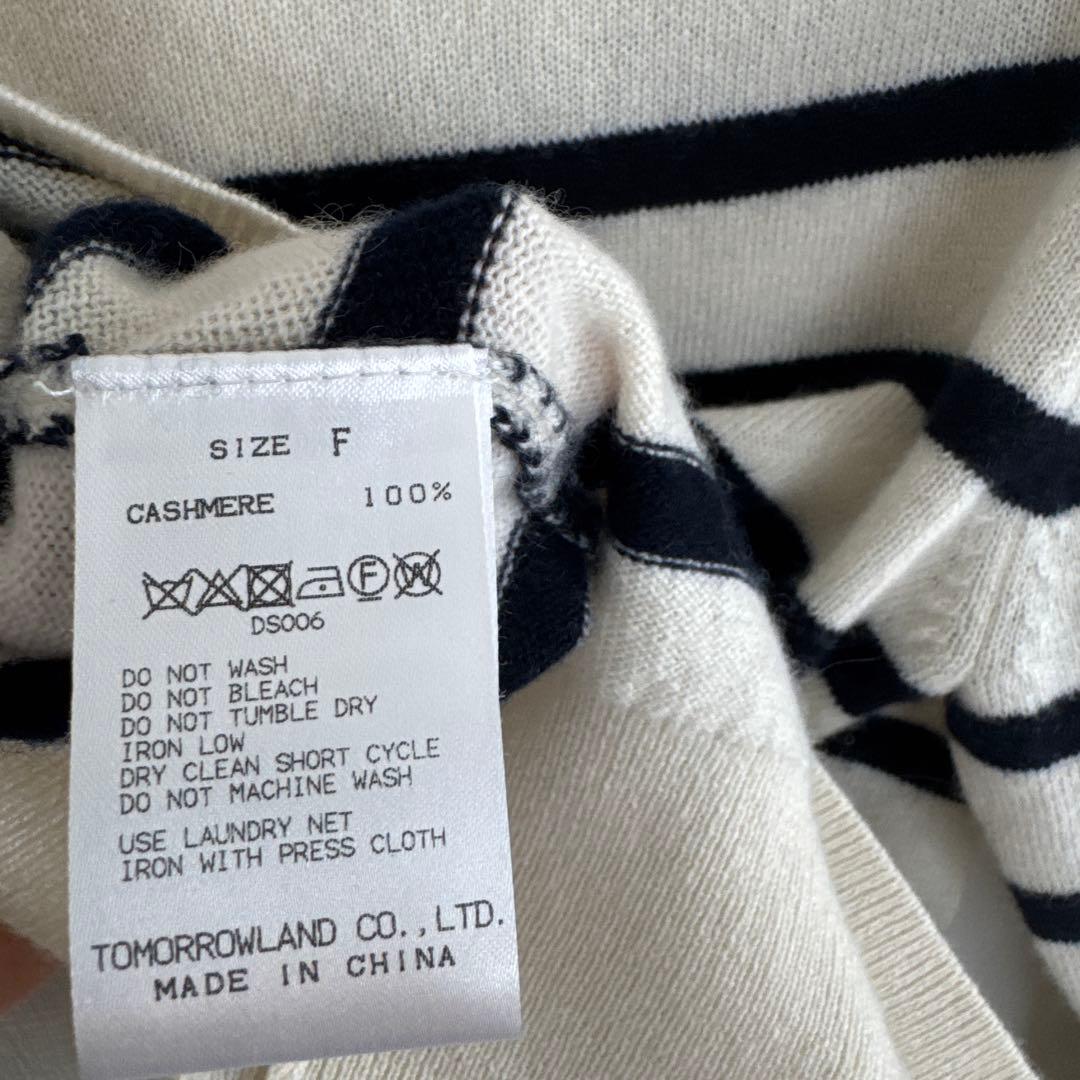 SIZE F
CASHMERE 100%
F W
DS006
DO NOT WASH
DO NOT BLEACH
DO NOT TUMBLE DRY
IRON LOW
DRY CLEAN SHORT CYCLE
DO NOT MACHINE WASH
USE LAUNDRY NET
IRON WITH PRESS CLOTH
TOMORROWLAND CO.,LTD.
MADE IN CHINA